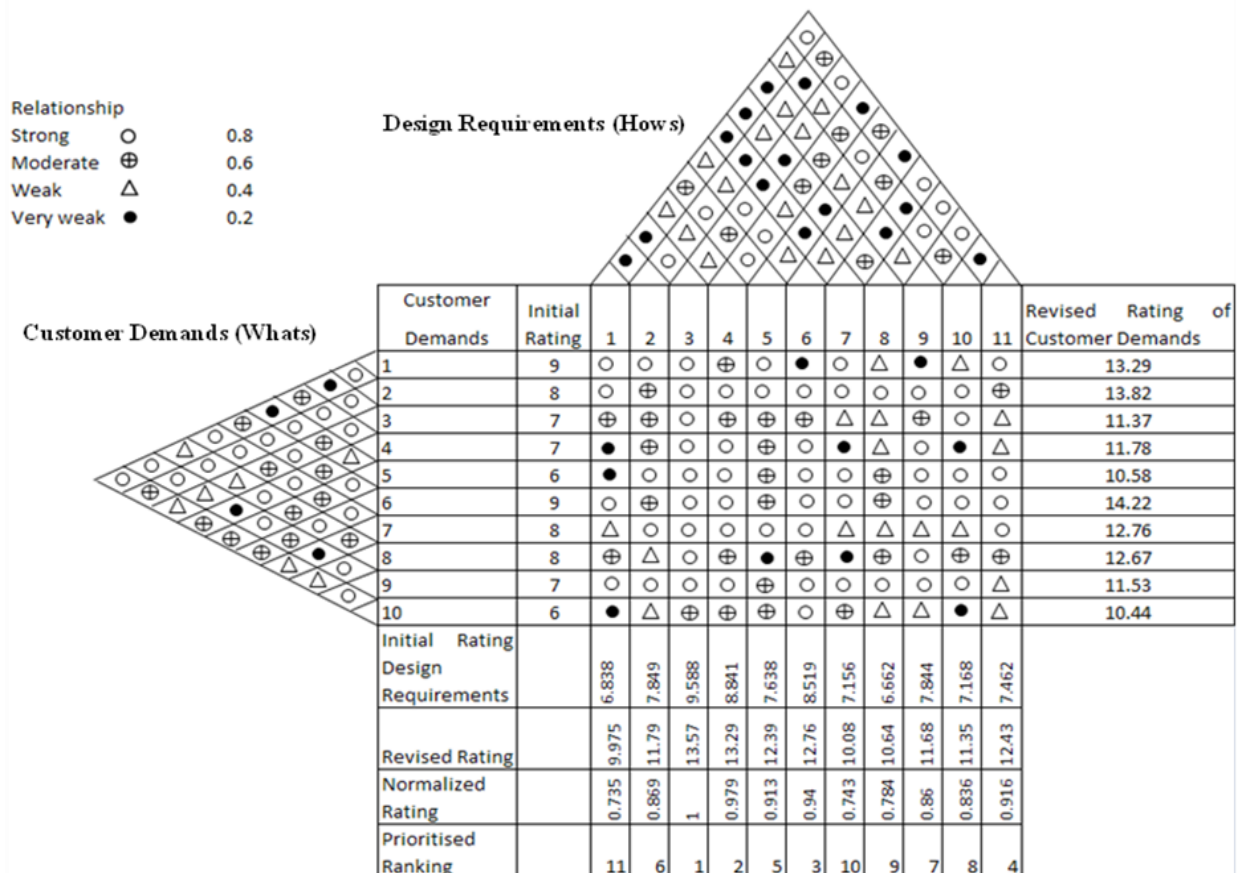 Relationship
Strong ○ 0.8
Moderate ⊕ 0.6
Weak △ 0.4
Very weak ● 0.2
Design Requirements (Hows)
Customer Demands (Whats)
Customer Demands Initial Rating 1 2 3 4 5 6 7 8 9 10 11 Revised Rating of Customer Demands
1 9 ○ ○ ○ ⊕ ○ ● ○ △ ● △ ○ 13.29
2 8 ○ ⊕ ○ ○ ○ ○ ○ ○ ○ ○ ⊕ 13.82
3 7 ⊕ ⊕ ○ ⊕ ⊕ ⊕ △ △ ⊕ ○ △ 11.37
4 7 ● ⊕ ○ ○ ⊕ ○ ● △ ○ ● △ 11.78
5 6 ● ○ ○ ○ ⊕ ○ ○ ⊕ ○ ○ ○ 10.58
6 9 ○ ⊕ ○ ○ ⊕ ○ ○ ⊕ ○ ○ ○ 14.22
7 8 △ ○ ○ ○ ○ ○ △ △ △ △ ○ 12.76
8 8 ⊕ △ ○ ⊕ ● ⊕ ● ⊕ ○ ⊕ ⊕ 12.67
9 7 ○ ○ ○ ○ ⊕ ○ ○ ○ ○ ○ △ 11.53
10 6 ● △ ⊕ ⊕ ⊕ ○ ⊕ △ △ ● △ 10.44
Initial Rating Design Requirements 6.838 7.849 9.588 8.841 7.638 8.519 7.156 6.662 7.844 7.168 7.462
Revised Rating 9.975 11.79 13.57 13.29 12.39 12.76 10.08 10.64 11.68 11.35 12.43
Normalized Rating 0.735 0.869 1 0.979 0.913 0.94 0.743 0.784 0.86 0.836 0.916
Prioritised Ranking 11 6 1 2 5 3 10 9 7 8 4